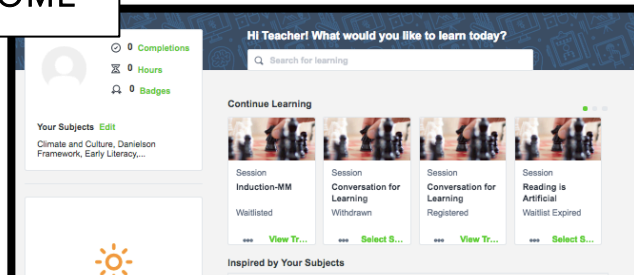 OME
0 Completions
0 Hours
0 Badges
Your Subjects Edit
Climate and Culture, Danielson
Framework, Early Literacy,...
Hi Teacher! What would you like to learn today?
Search for learning
Continue Learning
Session
Induction-MM
Waitlisted
... View Tr...
Session
Conversation for
Learning
Withdrawn
... Select S...
Session
Conversation for
Learning
Registered
... View Tr...
Session
Reading is
Artificial
Waitlist Expired
... Select S...
Inspired by Your Subjects